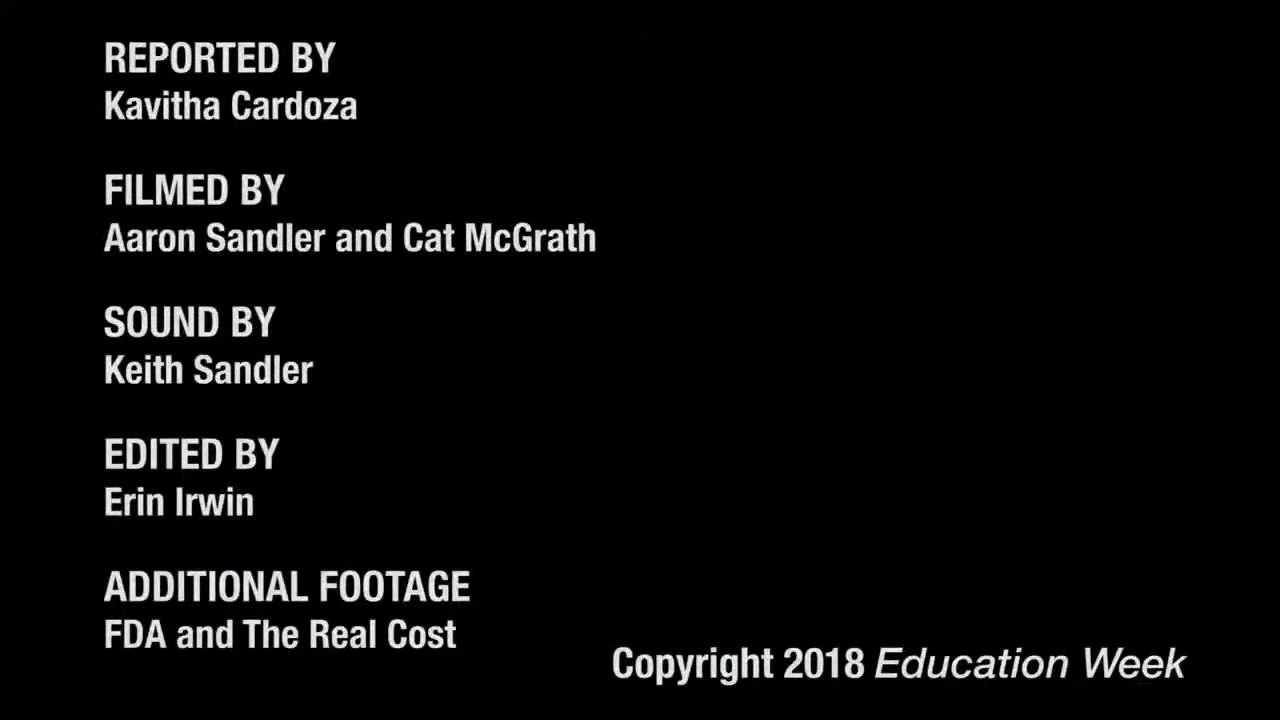 REPORTED BY
Kavitha Cardoza
FILMED BY
Aaron Sandler and Cat McGrath
SOUND BY
Keith Sandler
EDITED BY
Erin Irwin
ADDITIONAL FOOTAGE
FDA and The Real Cost
Copyright 2018 Education Week